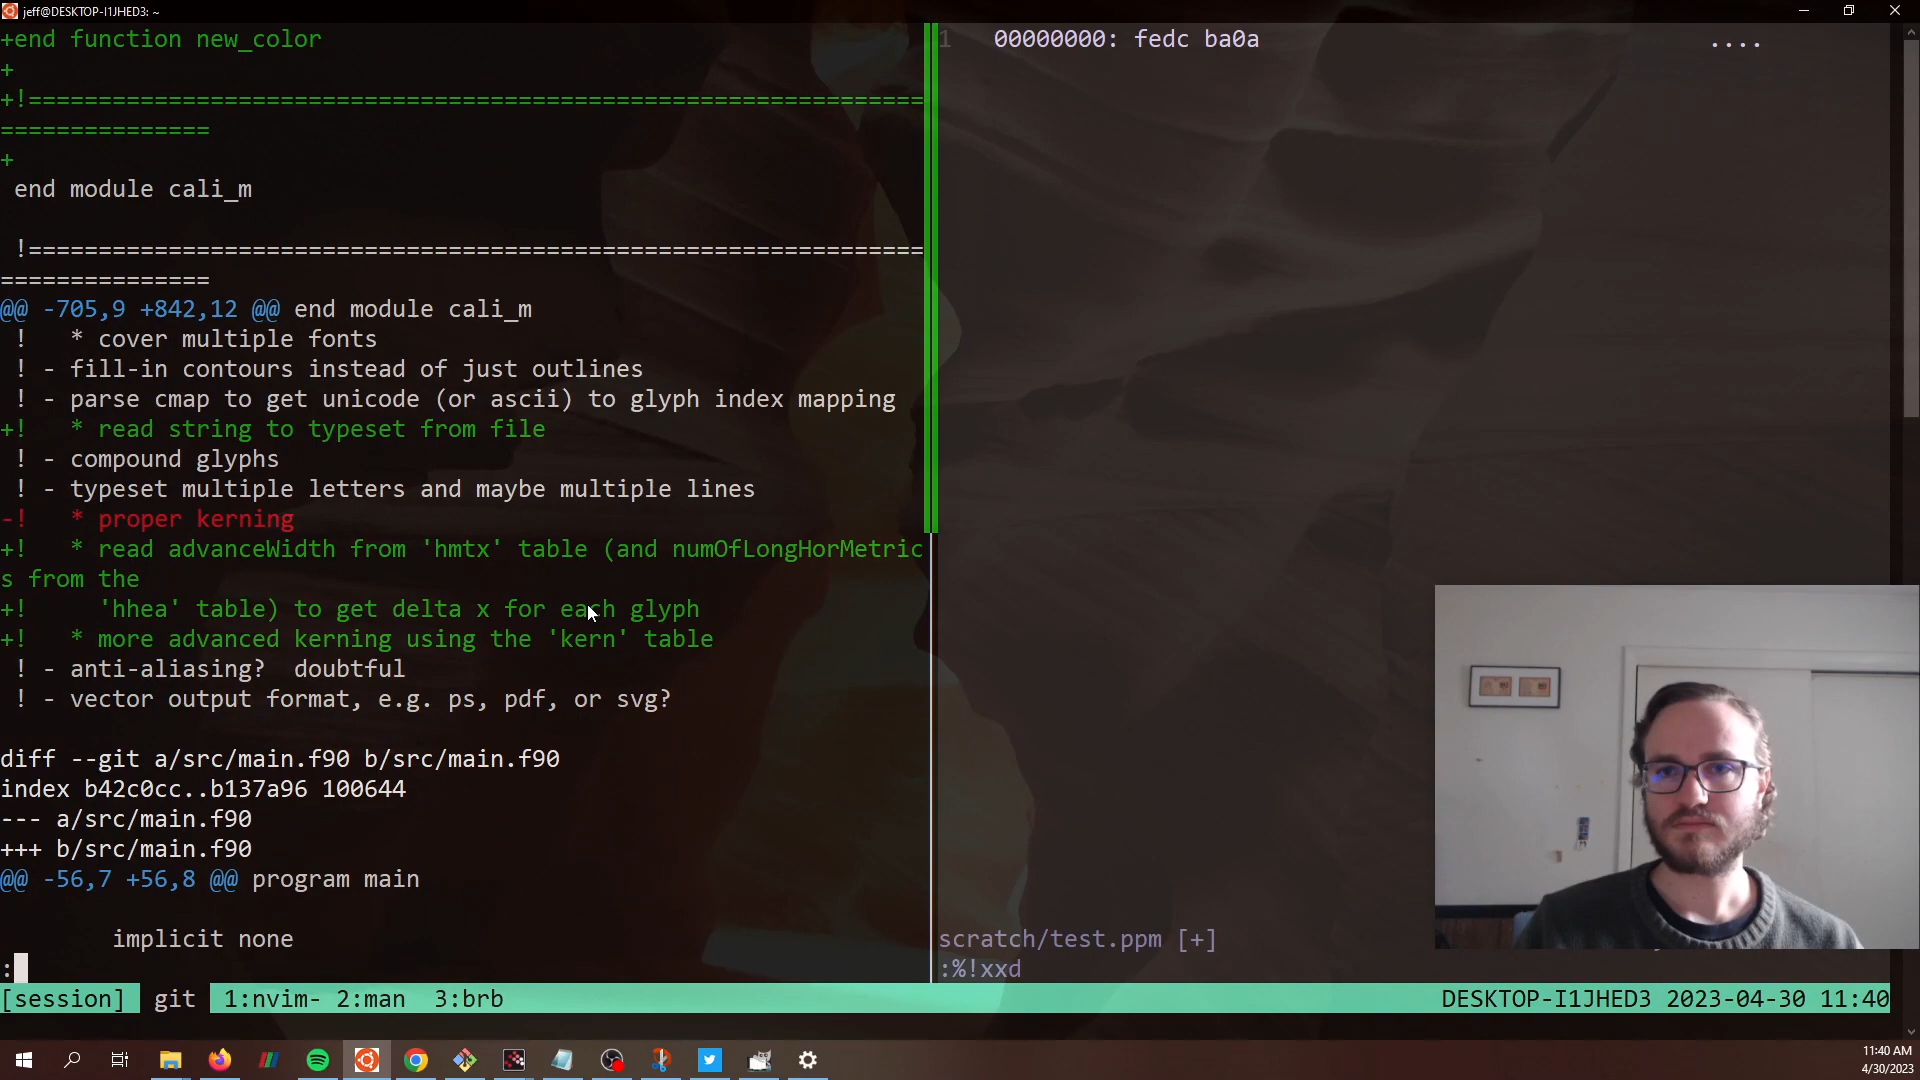 jeff@DESKTOP-I1JHED3: ~
+end function new_color
+
+!================================================================
===============
+
 end module cali_m
 !================================================================
===============
@@ -705,9 +842,12 @@ end module cali_m
 !   * cover multiple fonts
 ! - fill-in contours instead of just outlines
 ! - parse cmap to get unicode (or ascii) to glyph index mapping
+!   * read string to typeset from file
 ! - compound glyphs
 ! - typeset multiple letters and maybe multiple lines
-!   * proper kerning
+!   * read advanceWidth from 'hmtx' table (and numOfLongHorMetric
s from the
+!     'hhea' table) to get delta x for each glyph
+!   * more advanced kerning using the 'kern' table
 ! - anti-aliasing?  doubtful
 ! - vector output format, e.g. ps, pdf, or svg?
diff --git a/src/main.f90 b/src/main.f90
index b42c0cc..b137a96 100644
--- a/src/main.f90
+++ b/src/main.f90
@@ -56,7 +56,8 @@ program main
        implicit none
:
1   00000000: fedc ba0a                                ....
scratch/test.ppm [+]
:%!xxd
[session]  git  1:nvim- 2:man  3:brb
DESKTOP-I1JHED3 2023-04-30 11:40
11:40 AM
4/30/2023